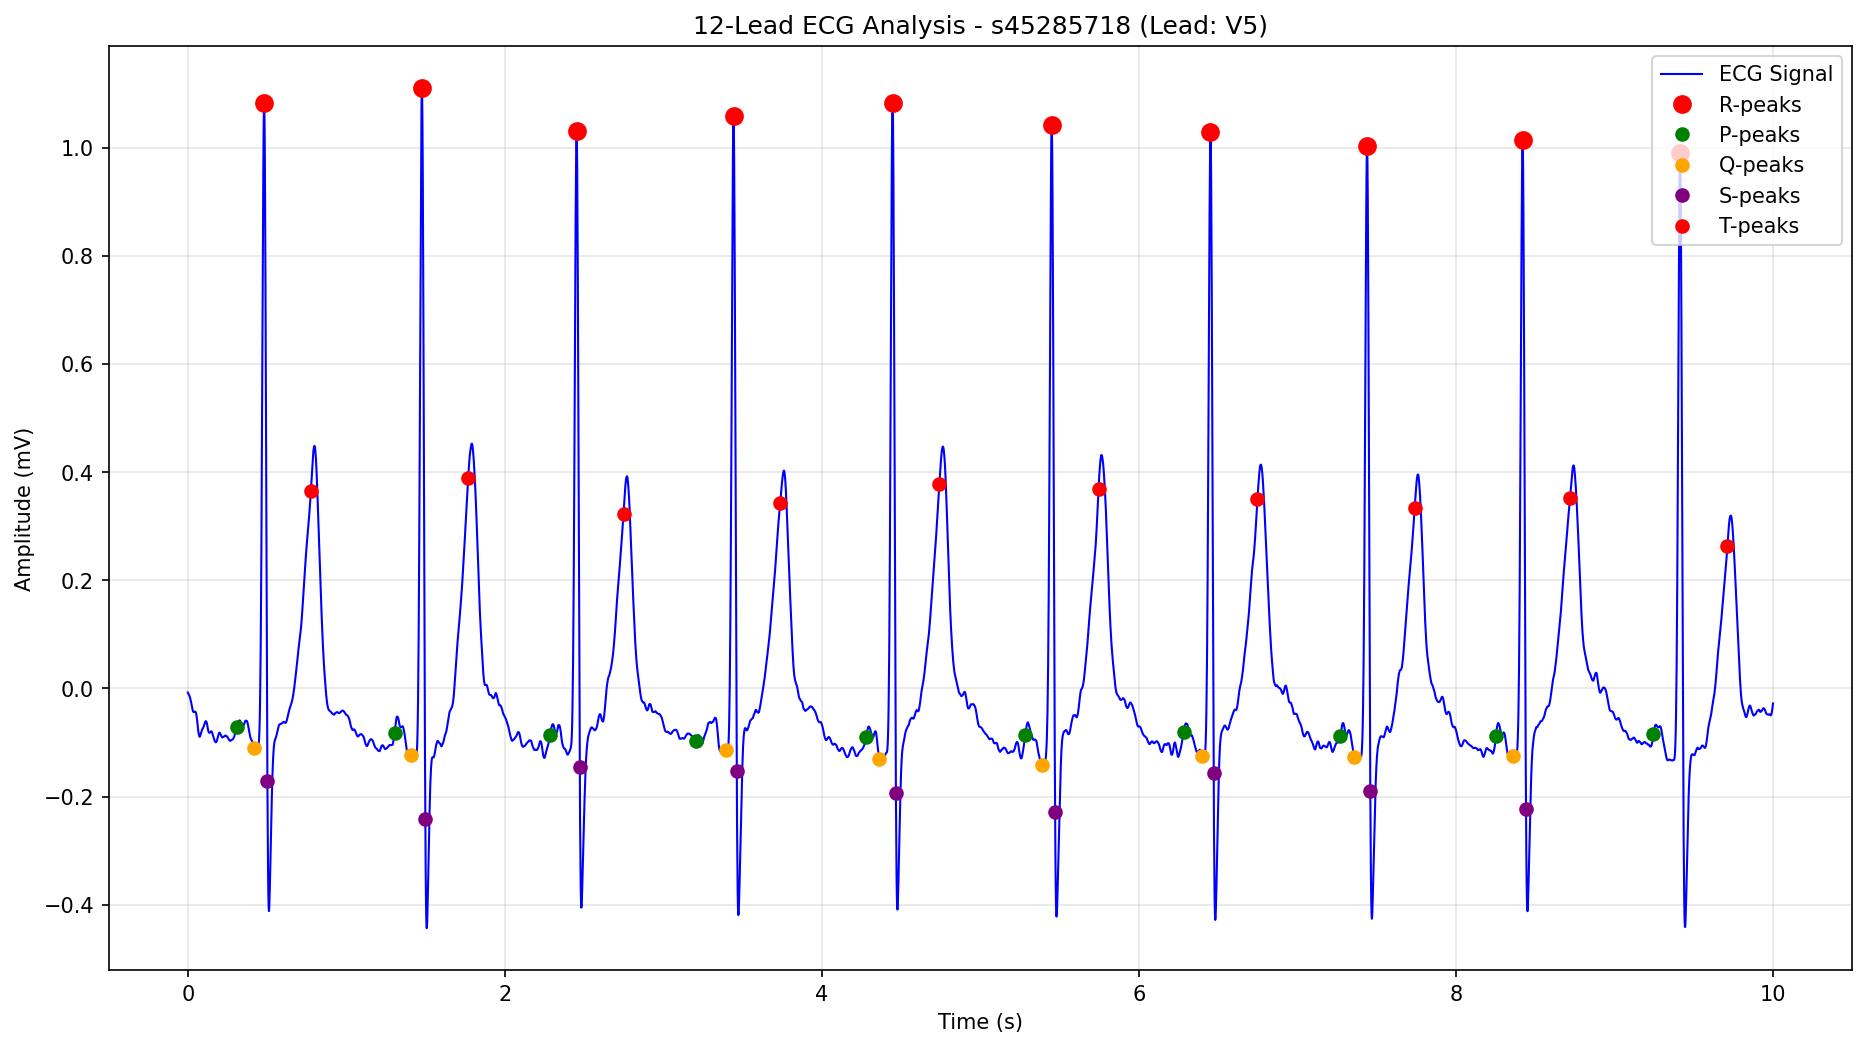 12-Lead ECG Analysis - s45285718 (Lead: V5)
ECG Signal
R-peaks
P-peaks
Q-peaks
S-peaks
T-peaks
Amplitude (mV)
1.0
0.8
0.6
0.4
0.2
0.0
−0.2
−0.4
0 2 4 6 8 10
Time (s)